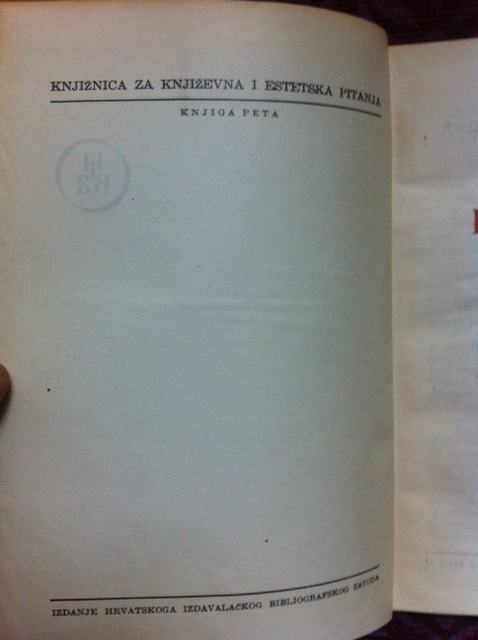 KNJIŽNICA ZA KNJIŽEVNA I ESTETSKA PITANJA
KNJIGA PETA
IZDANJE HRVATSKOGA IZDAVALAČKOG BIBLIOGRAFSKOG ZAVODA